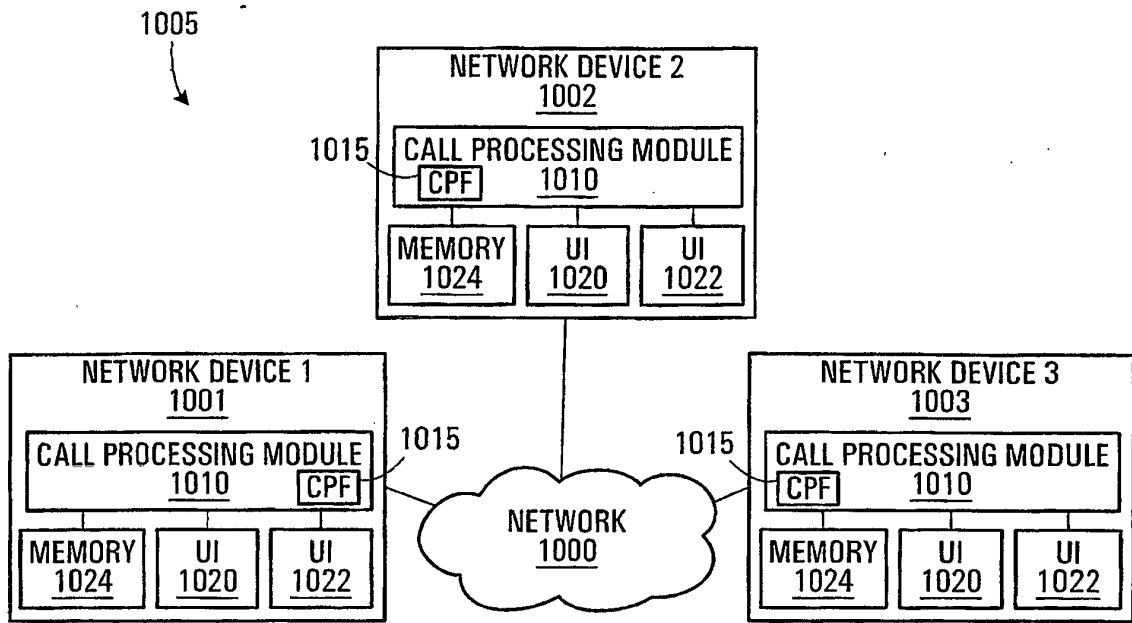 1005
NETWORK DEVICE 2
1002
1015
CALL PROCESSING MODULE
CPF
1010
MEMORY
1024
UI
1020
UI
1022
NETWORK DEVICE 1
1001
1015
CALL PROCESSING MODULE
1010
CPF
MEMORY
1024
UI
1020
UI
1022
NETWORK
1000
NETWORK DEVICE 3
1003
1015
CALL PROCESSING MODULE
CPF
1010
MEMORY
1024
UI
1020
UI
1022